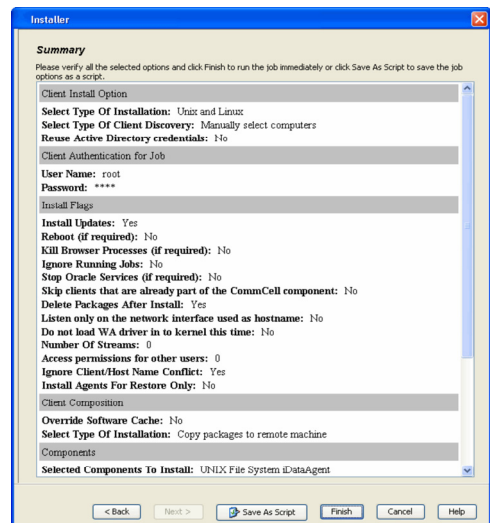 Installer
Summary
Please verify all the selected options and click Finish to run the job immediately or click Save As Script to save the job
options as a script.
Client Install Option
Select Type Of Installation: Unix and Linux
Select Type Of Client Discovery: Manually select computers
Reuse Active Directory credentials: No
Client Authentication for Job
User Name: root
Password: ****
Install Flags
Install Updates: Yes
Reboot (if required): No
Kill Browser Processes (if required): No
Ignore Running Jobs: No
Stop Oracle Services (if required): No
Skip clients that are already part of the CommCell component: No
Delete Packages After Install: Yes
Listen only on the network interface used as hostname: No
Do not load WA driver in to kernel this time: No
Number Of Streams: 0
Access permissions for other users: 0
Ignore Client/Host Name Conflict: Yes
Install Agents For Restore Only: No
Client Composition
Override Software Cache: No
Select Type Of Installation: Copy packages to remote machine
Components
Selected Components To Install: UNIX File System iDataAgent
< Back Next > Save As Script Finish Cancel Help